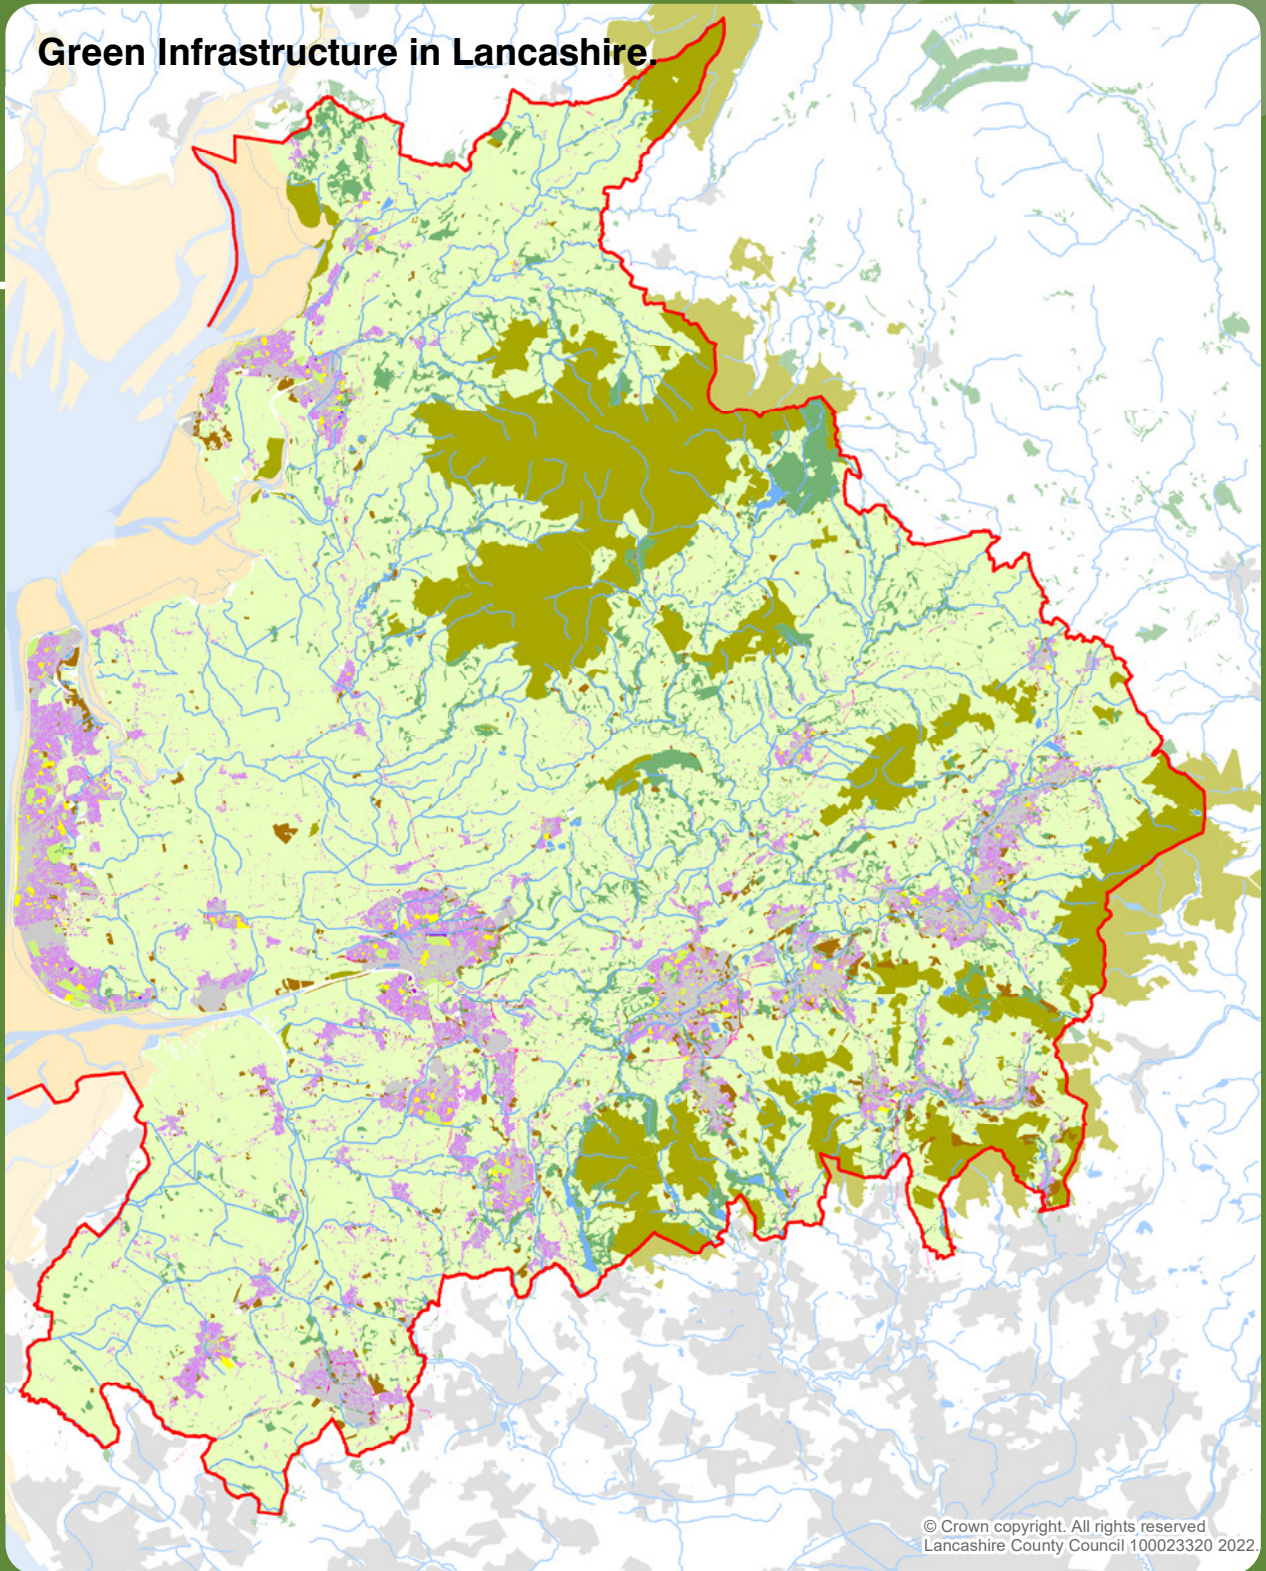 Green Infrastructure in Lancashire.
© Crown copyright. All rights reserved
Lancashire County Council 100023320 2022.